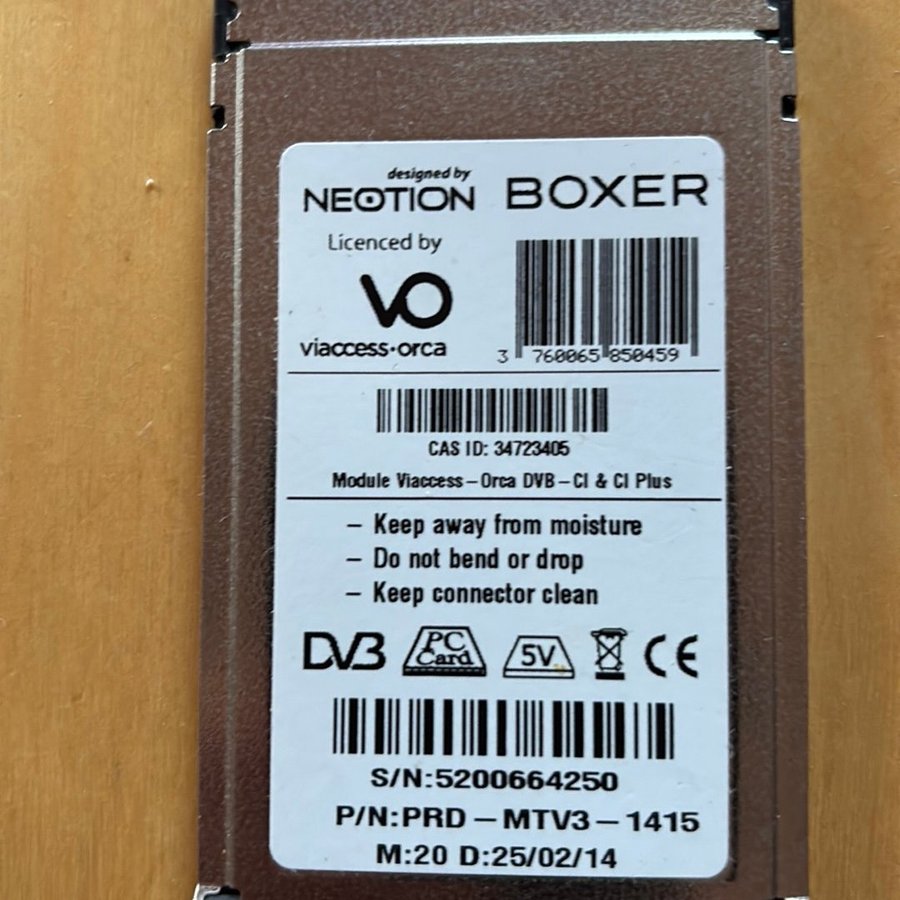 designed by
NEOTION BOXER
Licenced by
VO
viaccess·orca
3 760065 850459
CAS ID: 34723405
Module Viaccess-Orca DVB-CI & CI Plus
- Keep away from moisture
- Do not bend or drop
- Keep connector clean
DVB PC Card 5V CE
S/N:5200664250
P/N:PRD-MTV3-1415
M:20 D:25/02/14